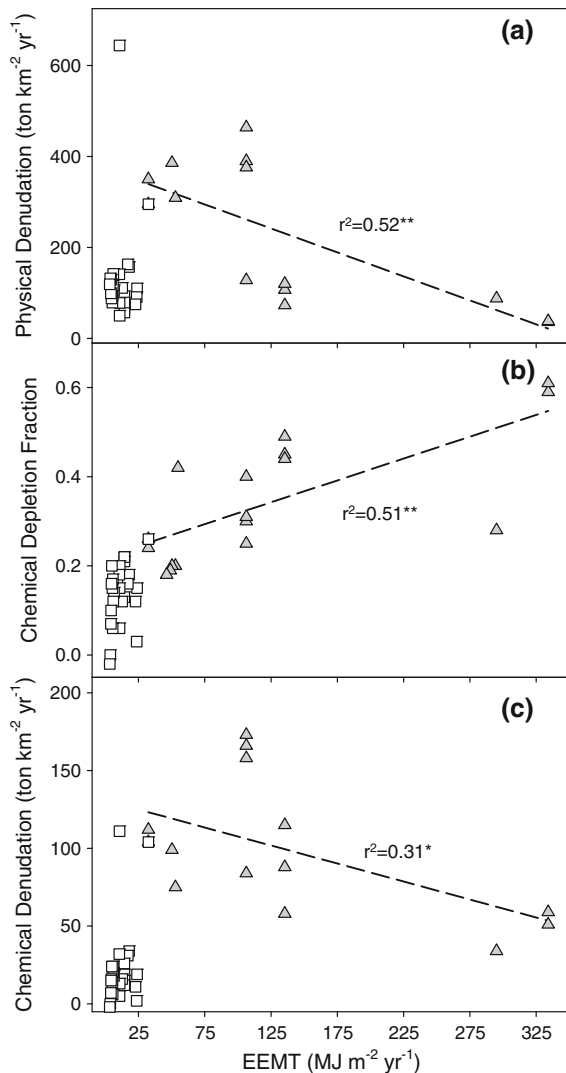 (a)
Physical Denudation (ton km⁻² yr⁻¹)
600
400
200
0
r²=0.52**
(b)
Chemical Depletion Fraction
0.6
0.4
0.2
0.0
r²=0.51**
(c)
Chemical Denudation (ton km⁻² yr⁻¹)
200
150
100
50
0
r²=0.31*
25 75 125 175 225 275 325
EEMT (MJ m⁻² yr⁻¹)